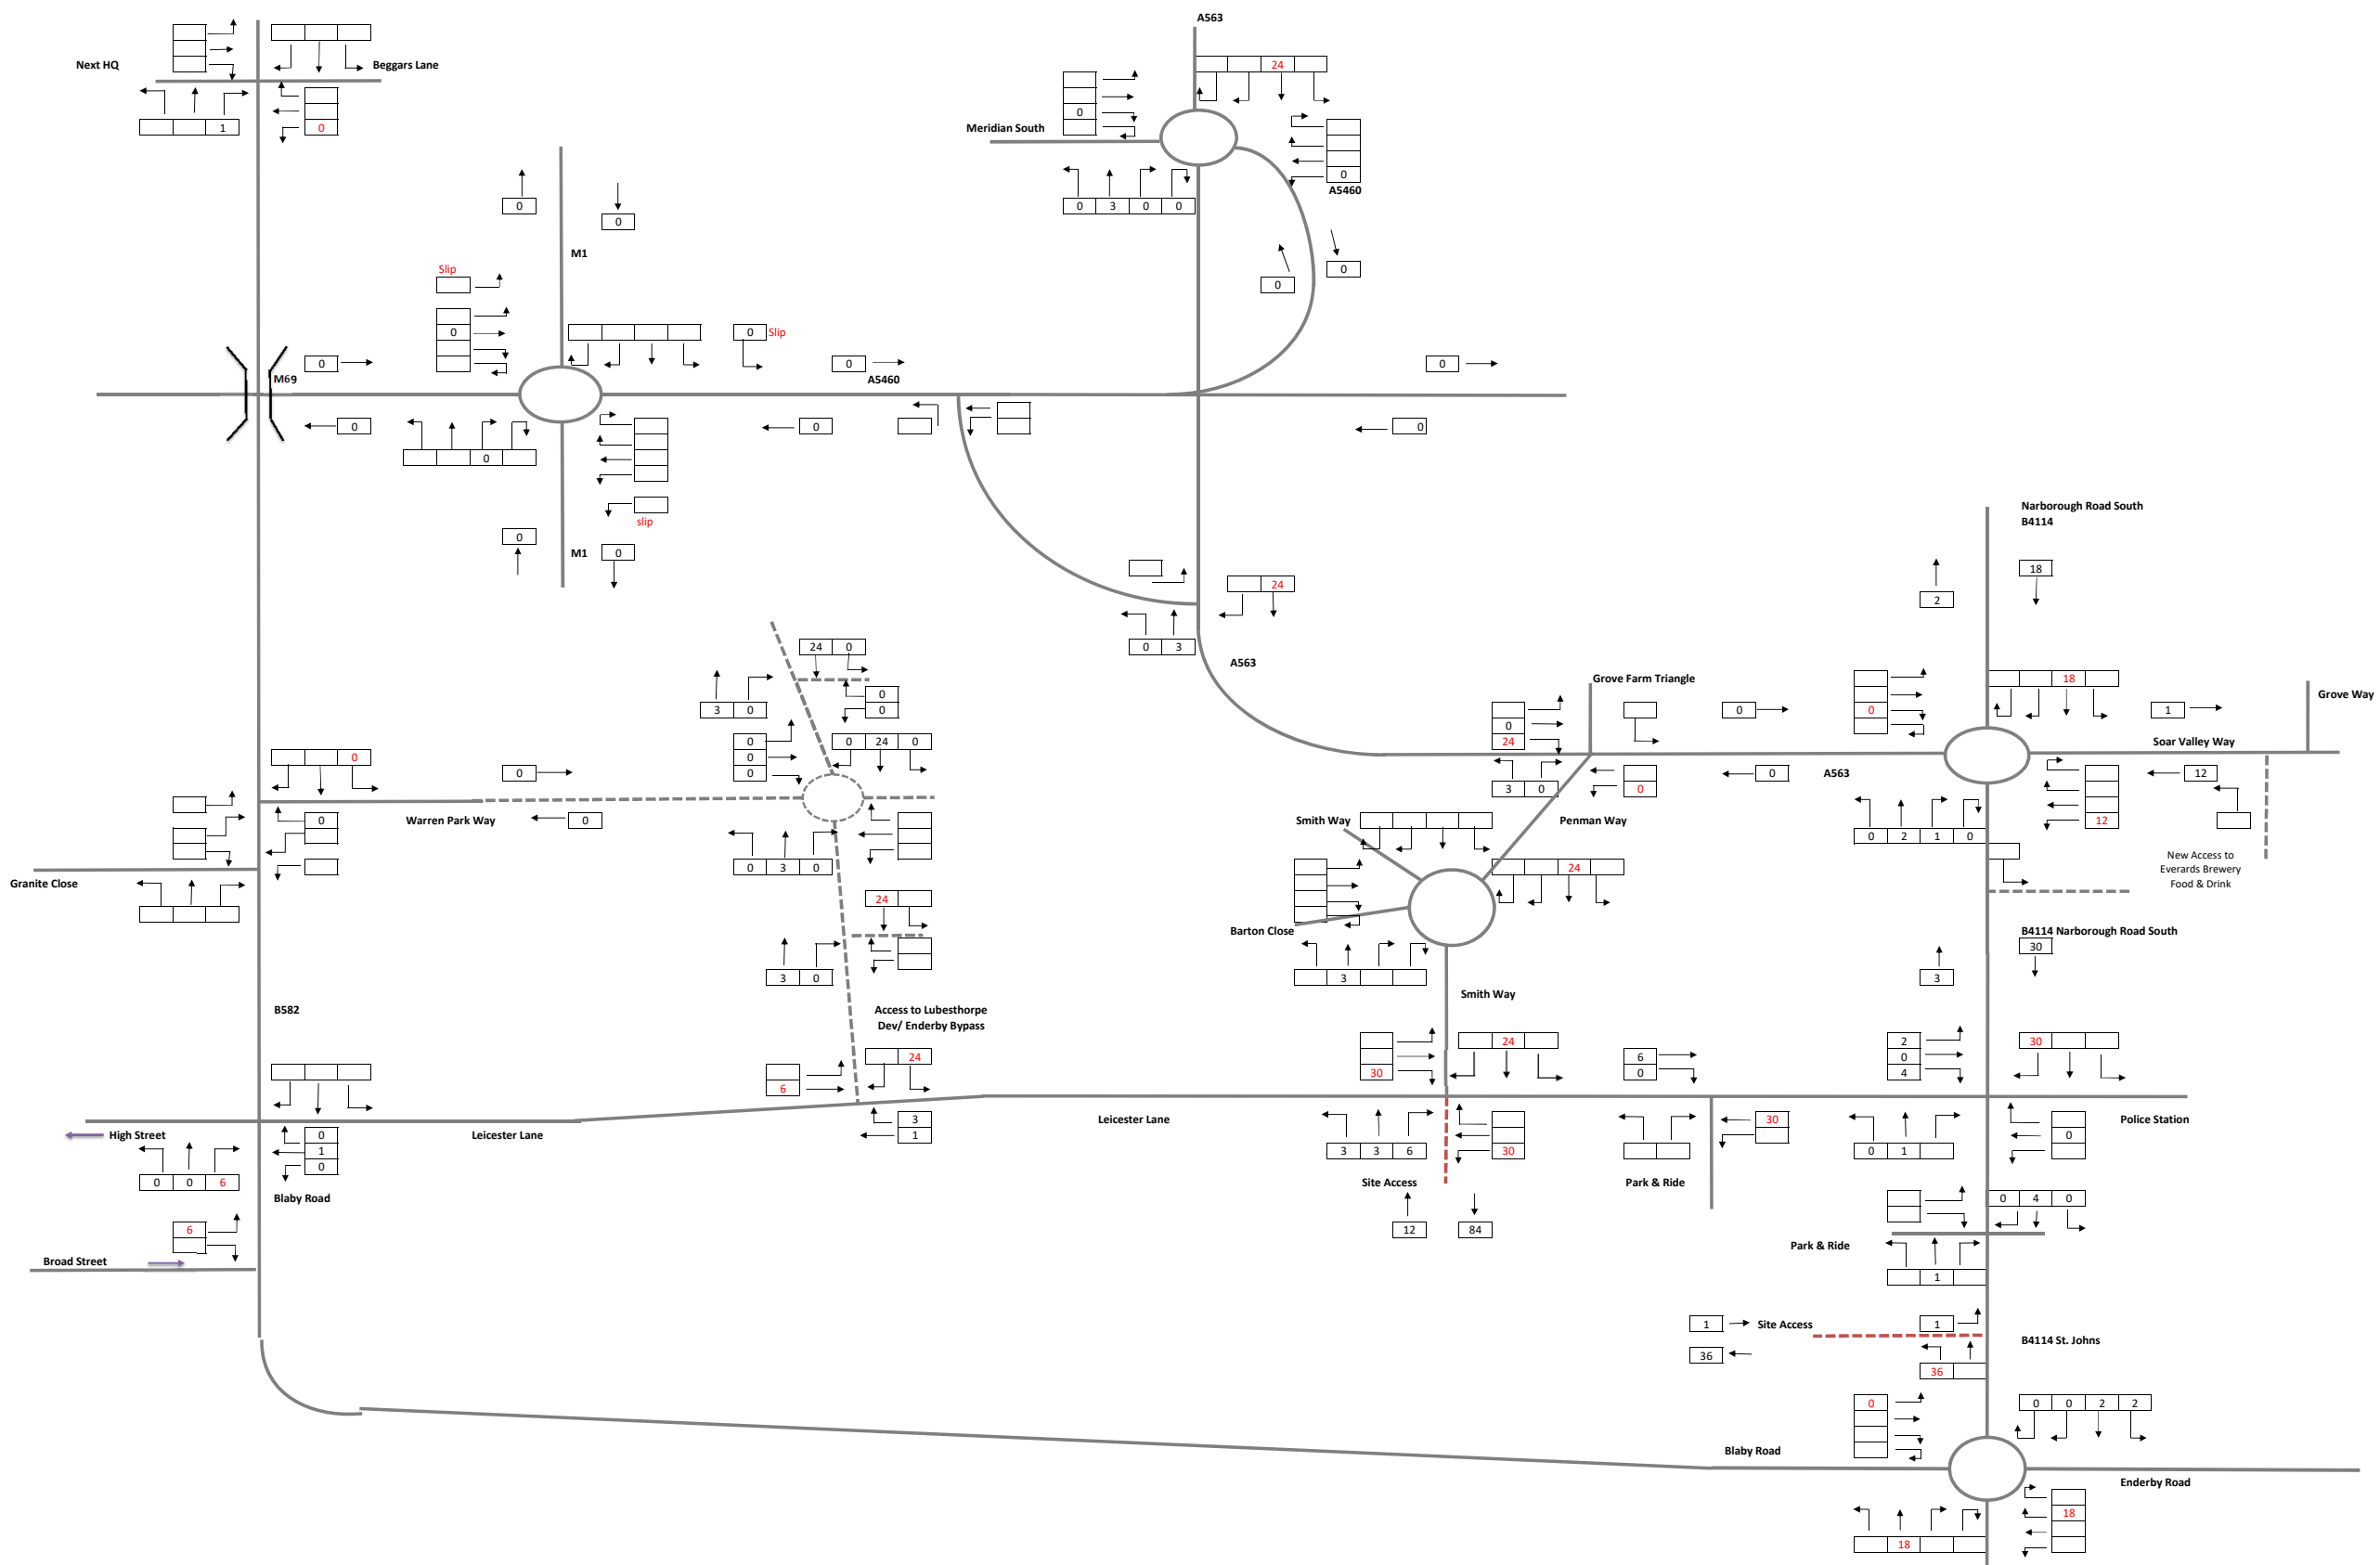 A563
24
Next HQ
Beggars Lane
0
1
0
Meridian South
0
A5460
0 3 0 0
0
0
M1
Slip
0
0
0
0 Slip
0
0
0
M69
A5460
0
0
0
0
0
slip
0
M1
0
Narborough Road South
B4114
18
2
24
0 3
A563
24 0
0
0
3 0
0
0
0
0 24 0
Grove Farm Triangle
0
24
0
0
18
1
Grove Way
Soar Valley Way
0
0
A563
12
3 0
0
12
0 2 1 0
0
0
Warren Park Way
0
0
0 3 0
Smith Way
Penman Way
24
New Access to
Everards Brewery
Food & Drink
Granite Close
24
3 0
Barton Close
3
B4114 Narborough Road South
30
3
Smith Way
B582
Access to Lubesthorpe
Dev/ Enderby Bypass
24
6
24
30
6
0
2
0
4
30
High Street
Leicester Lane
3
1
Leicester Lane
3 3 6
30
30
0 1
0
Police Station
0
1
0
0 0 6
Blaby Road
Site Access
Park & Ride
12
84
0 4 0
6
Park & Ride
1
Broad Street
1
Site Access
1
B4114 St. Johns
36
36
0
0 0 2 2
Blaby Road
Enderby Road
18
18